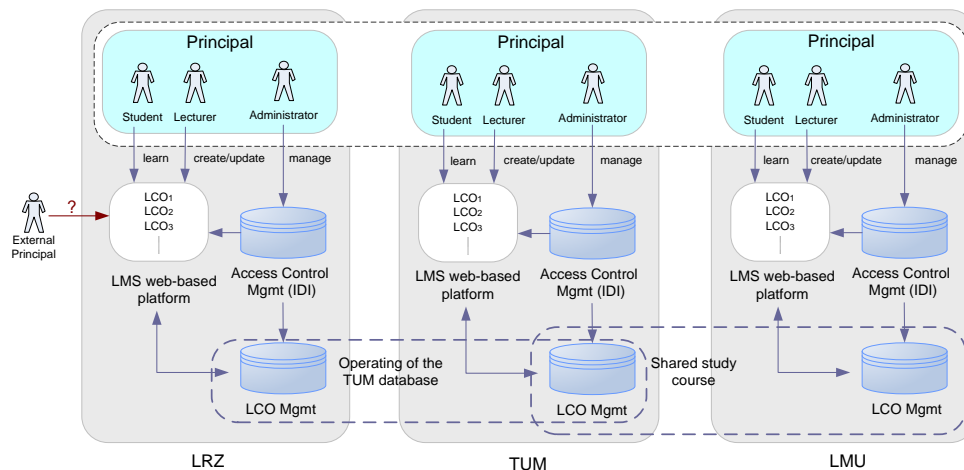 Principal
Student
Lecturer
Administrator
learn
create/update
manage
LCO1
LCO2
LCO3
LMS web-based
platform
Access Control
Mgmt (IDI)
LCO Mgmt
LRZ
?
External
Principal
Operating of the
TUM database
Principal
Student
Lecturer
Administrator
learn
create/update
manage
LCO1
LCO2
LCO3
LMS web-based
platform
Access Control
Mgmt (IDI)
LCO Mgmt
TUM
Shared study
course
Principal
Student
Lecturer
Administrator
learn
create/update
manage
LCO1
LCO2
LCO3
LMS web-based
platform
Access Control
Mgmt (IDI)
LCO Mgmt
LMU